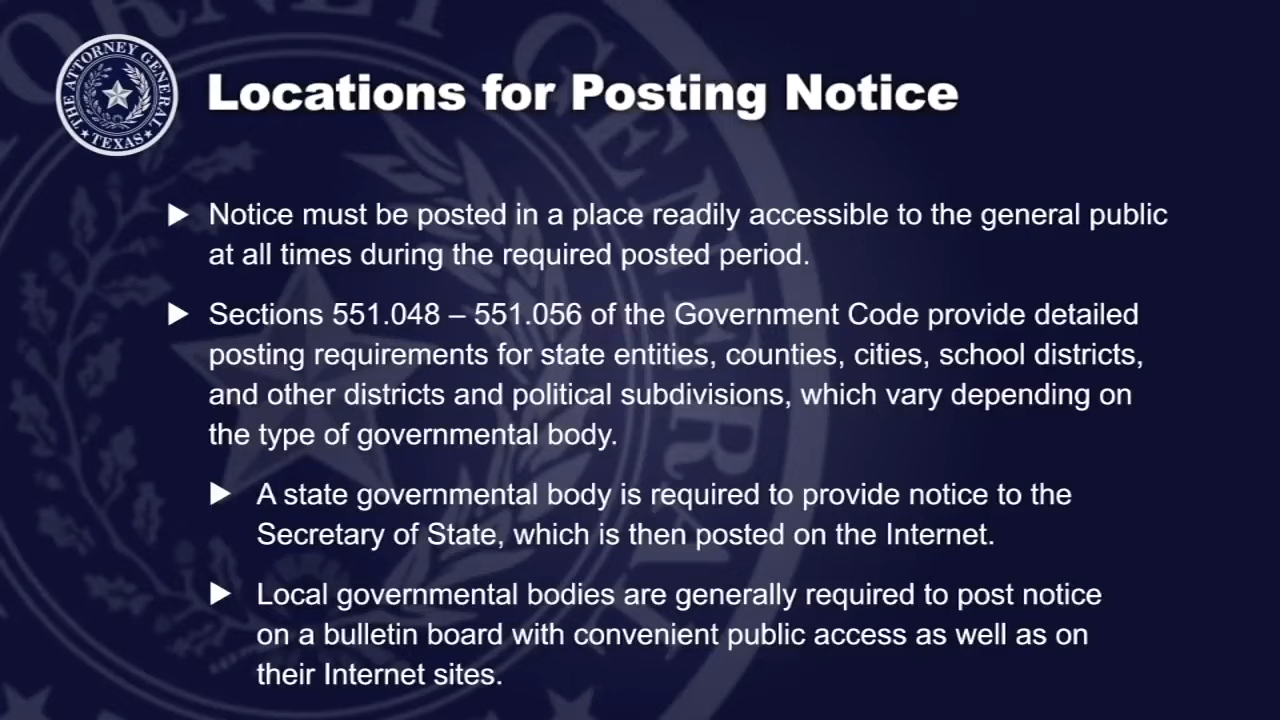 THE ATTORNEY GENERAL
TEXAS
Locations for Posting Notice
▶ Notice must be posted in a place readily accessible to the general public
at all times during the required posted period.
▶ Sections 551.048 – 551.056 of the Government Code provide detailed
posting requirements for state entities, counties, cities, school districts,
and other districts and political subdivisions, which vary depending on
the type of governmental body.
▶ A state governmental body is required to provide notice to the
Secretary of State, which is then posted on the Internet.
▶ Local governmental bodies are generally required to post notice
on a bulletin board with convenient public access as well as on
their Internet sites.